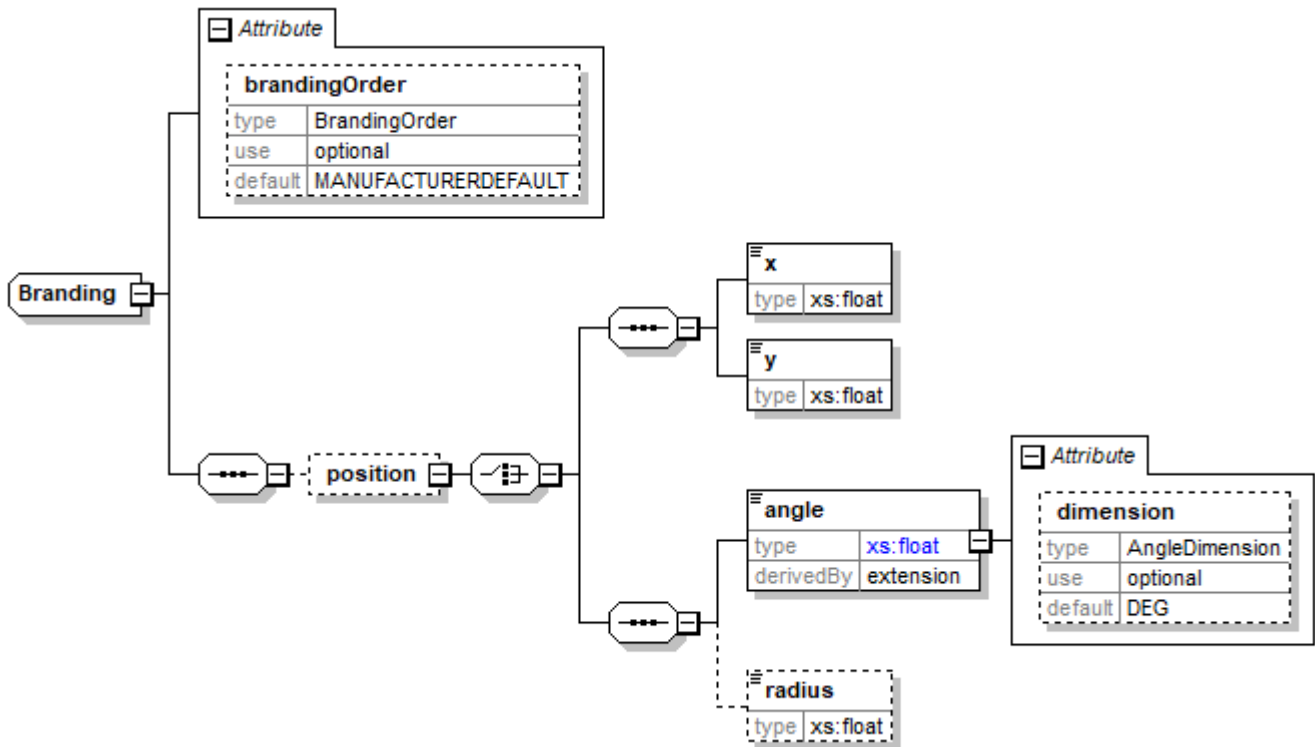 Attribute
brandingOrder
type BrandingOrder
use optional
default MANUFACTURERDEFAULT
Branding
x
type xs:float
y
type xs:float
position
angle
type xs:float
derivedBy extension
Attribute
dimension
type AngleDimension
use optional
default DEG
radius
type xs:float